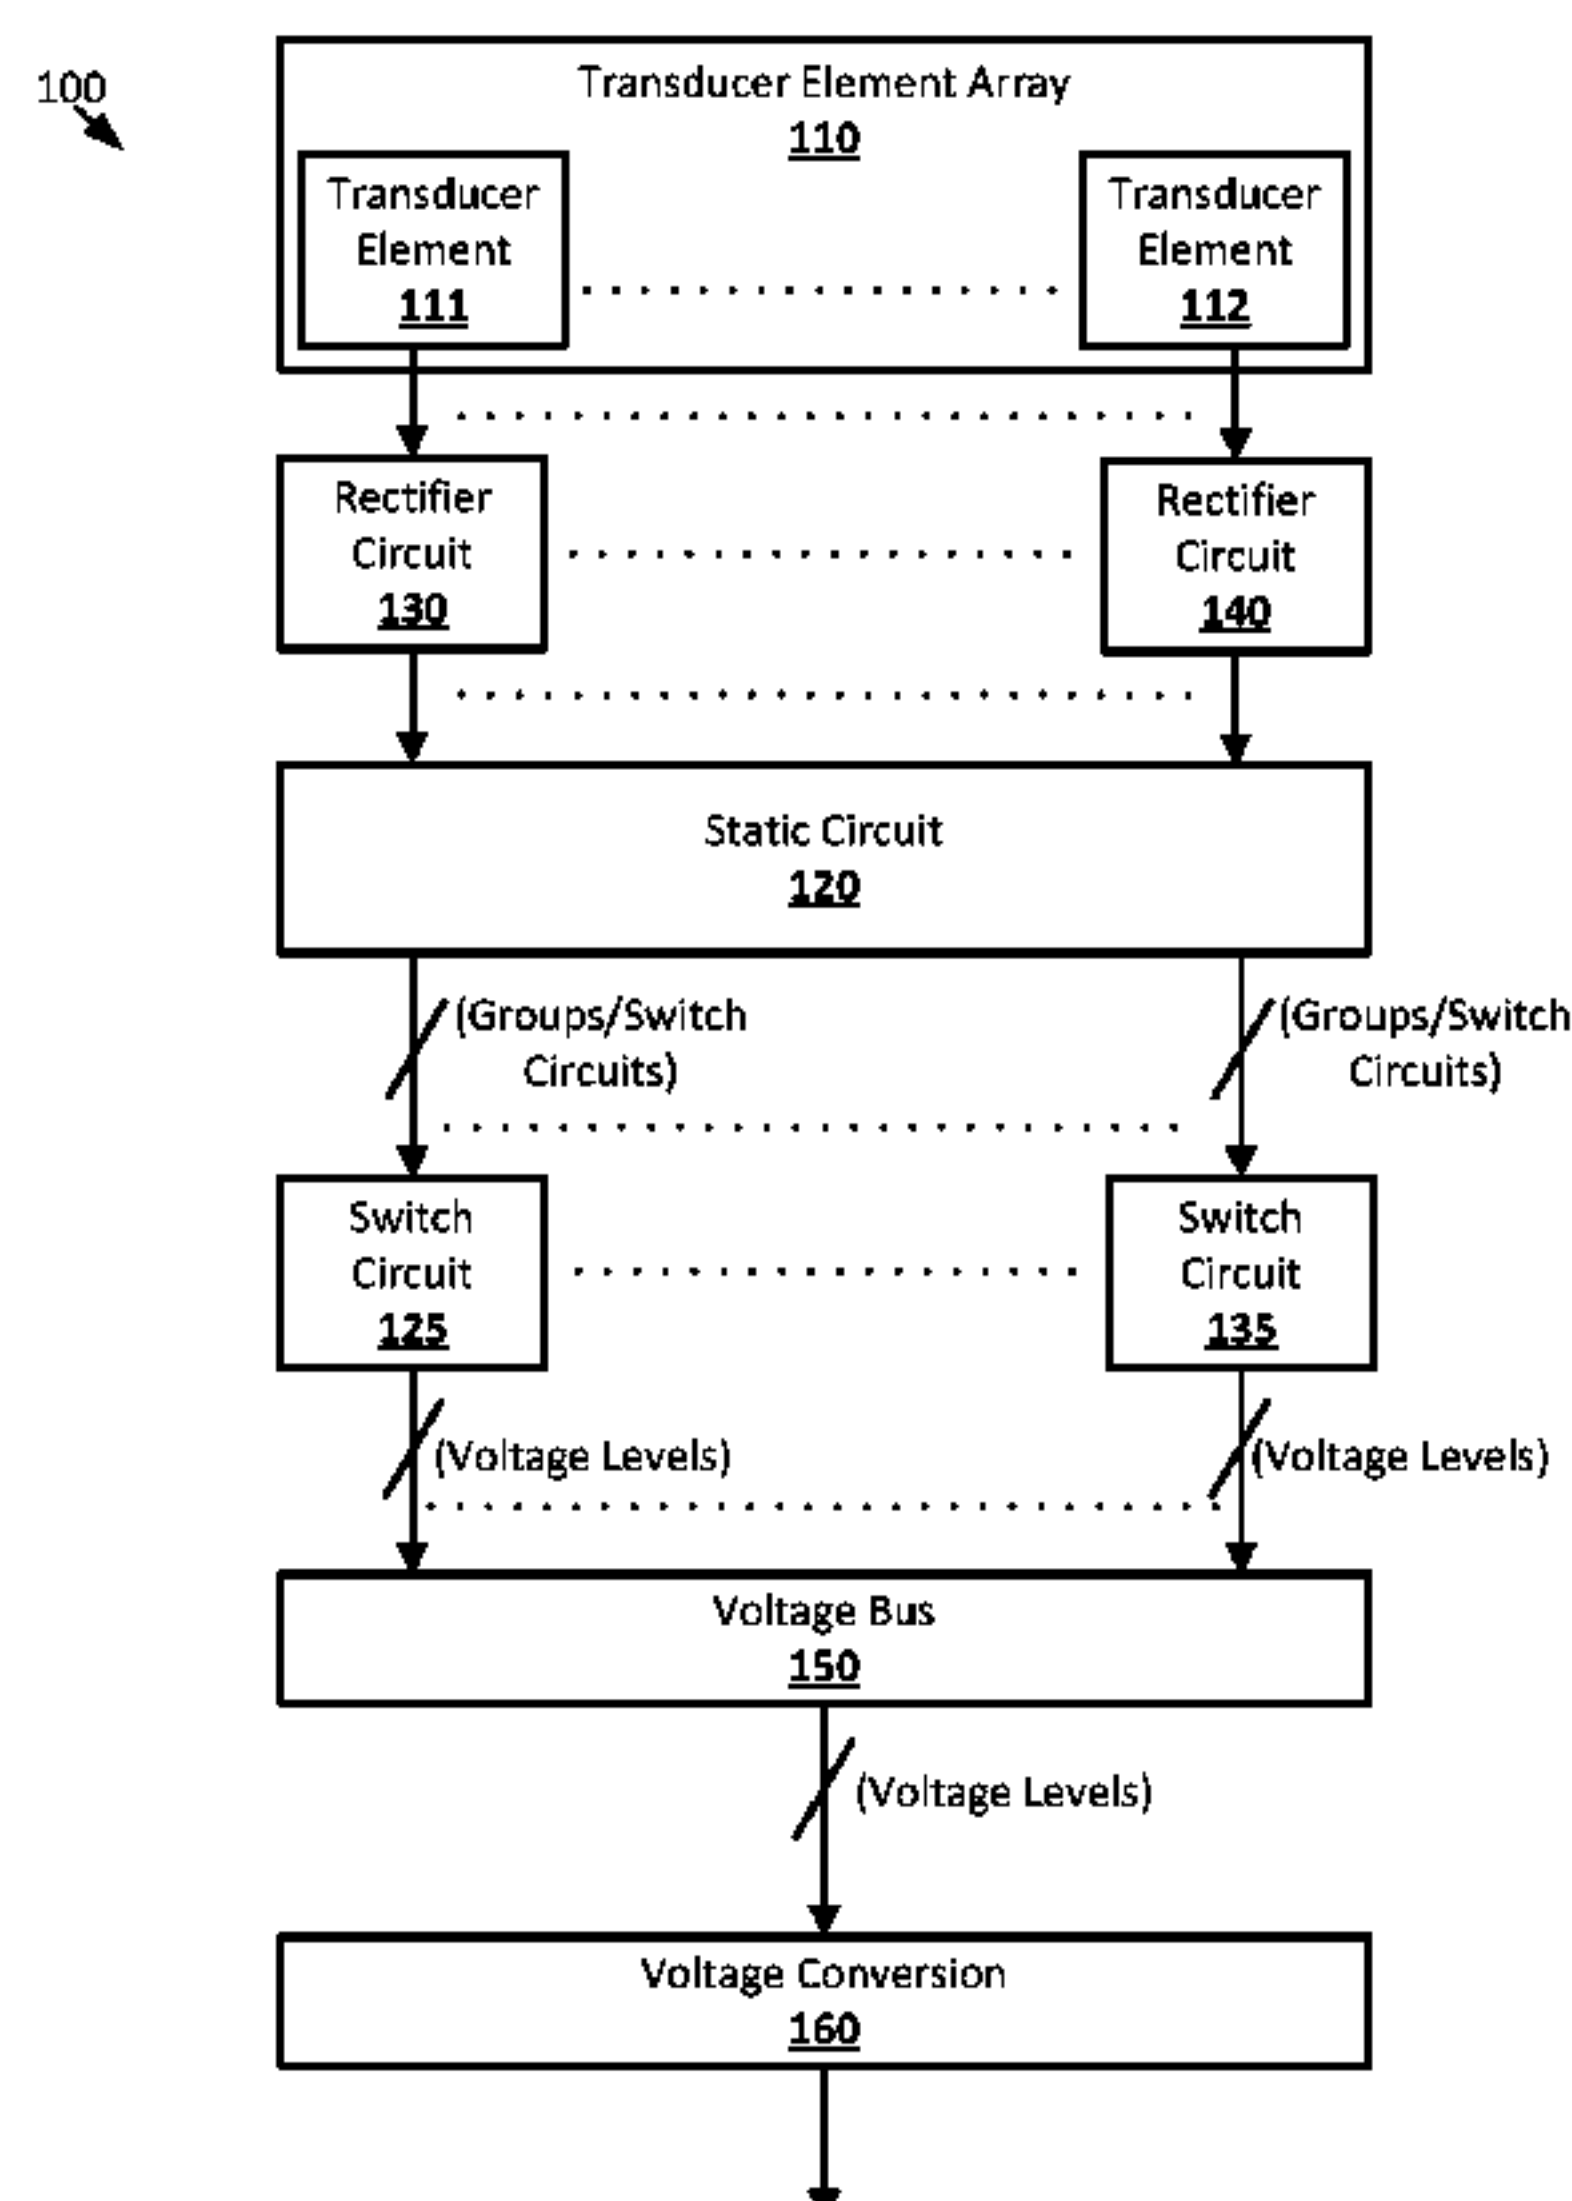 100
Transducer Element Array
110
Transducer
Element
111
Transducer
Element
112
Rectifier
Circuit
130
Rectifier
Circuit
140
Static Circuit
120
(Groups/Switch
Circuits)
(Groups/Switch
Circuits)
Switch
Circuit
125
Switch
Circuit
135
(Voltage Levels)
(Voltage Levels)
Voltage Bus
150
(Voltage Levels)
Voltage Conversion
160